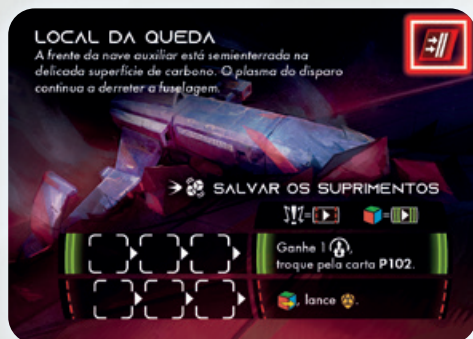 LOCAL DA QUEDA
A frente da nave auxiliar está semienterrada na
delicada superfície de carbono. O plasma do disparo
continua a derreter a fuselagem.
SALVAR OS SUPRIMENTOS
Ganhe 1 ,
troque pela carta P102.
, lance .